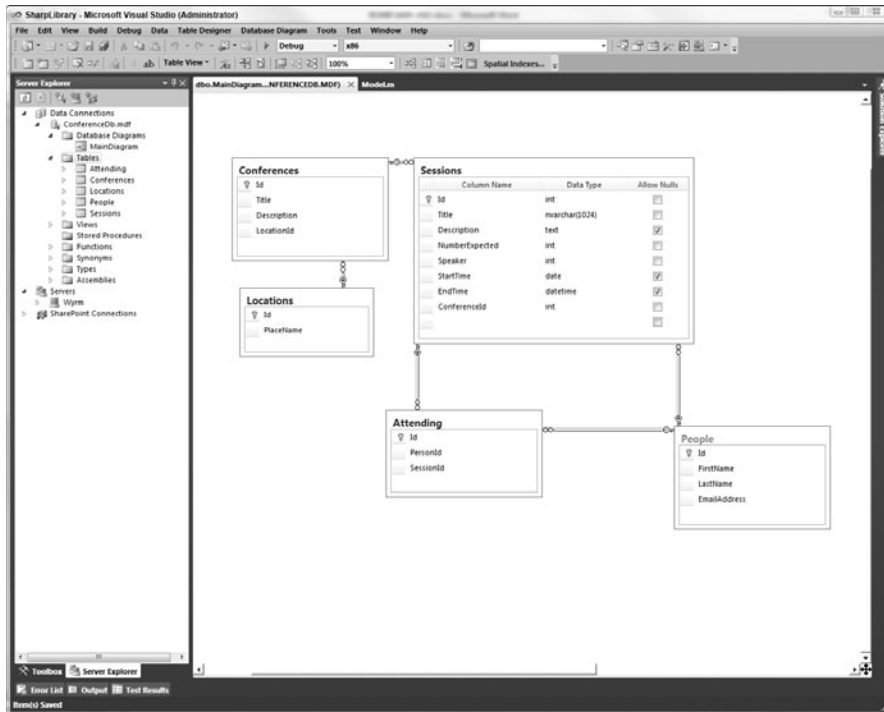 SharpLibrary - Microsoft Visual Studio (Administrator)
File Edit View Build Debug Data Table Designer Database Diagram Tools Test Window Help
Debug x86
ab Table View 100% Spatial Indexes...
Server Explorer
dbo.MainDiagram...NFERENCEDB.MDF) Model.m
Data Connections
ConferenceDb.mdf
Database Diagrams
MainDiagram
Tables
Attending
Conferences
Locations
People
Sessions
Views
Stored Procedures
Functions
Synonyms
Types
Assemblies
Servers
Wyrm
SharePoint Connections
Conferences
Id
Title
Description
LocationId
Locations
Id
PlaceName
Sessions
Column Name Data Type Allow Nulls
Id int
Title nvarchar(1024)
Description text
NumberExpected int
Speaker int
StartTime date
EndTime datetime
ConferenceId int
Attending
Id
PersonId
SessionId
People
Id
FirstName
LastName
EmailAddress
Toolbox Server Explorer
Error List Output Test Results
Item(s) Saved